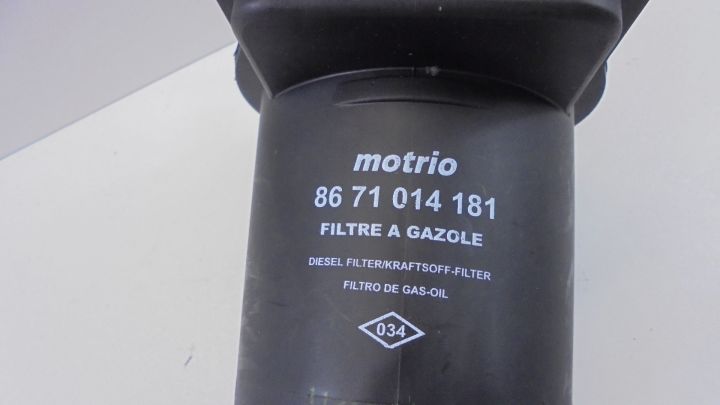 motrio
86 71 014 181
FILTRE A GAZOLE
DIESEL FILTER/KRAFTSOFF-FILTER
FILTRO DE GAS-OIL
034